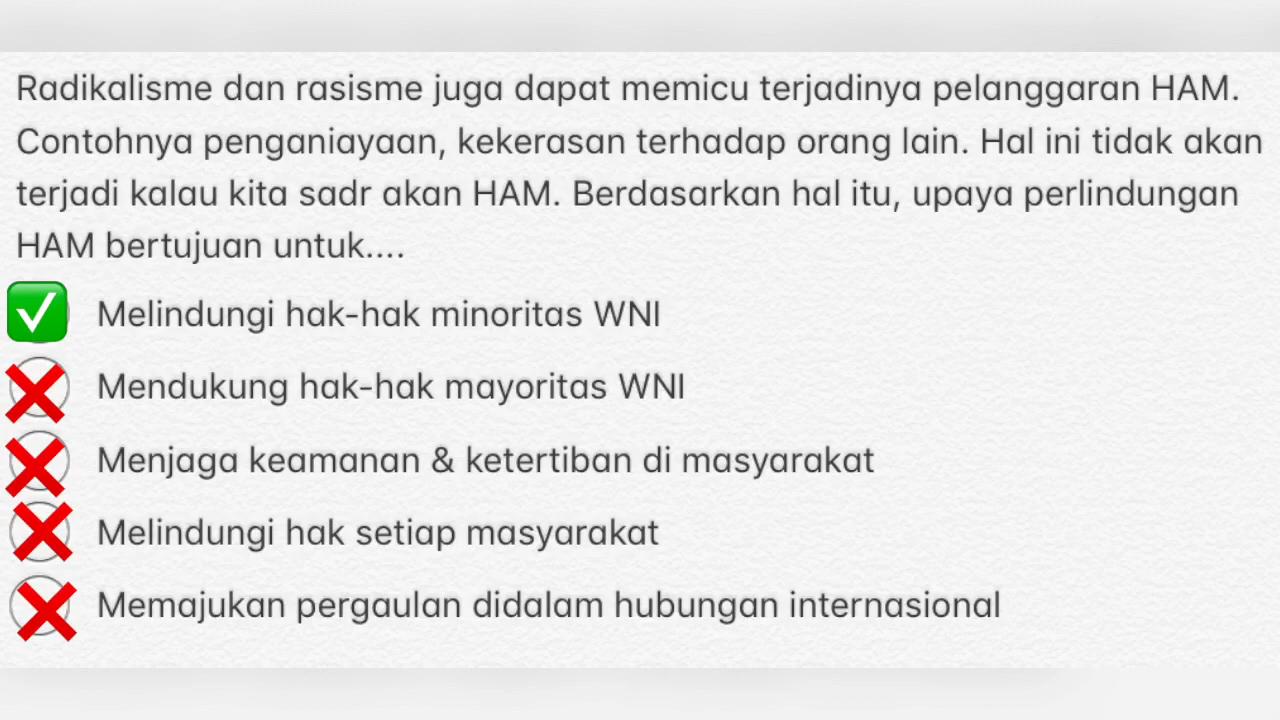 Radikalisme dan rasisme juga dapat memicu terjadinya pelanggaran HAM.
Contohnya penganiayaan, kekerasan terhadap orang lain. Hal ini tidak akan
terjadi kalau kita sadr akan HAM. Berdasarkan hal itu, upaya perlindungan
HAM bertujuan untuk....
Melindungi hak-hak minoritas WNI
Mendukung hak-hak mayoritas WNI
Menjaga keamanan & ketertiban di masyarakat
Melindungi hak setiap masyarakat
Memajukan pergaulan didalam hubungan internasional